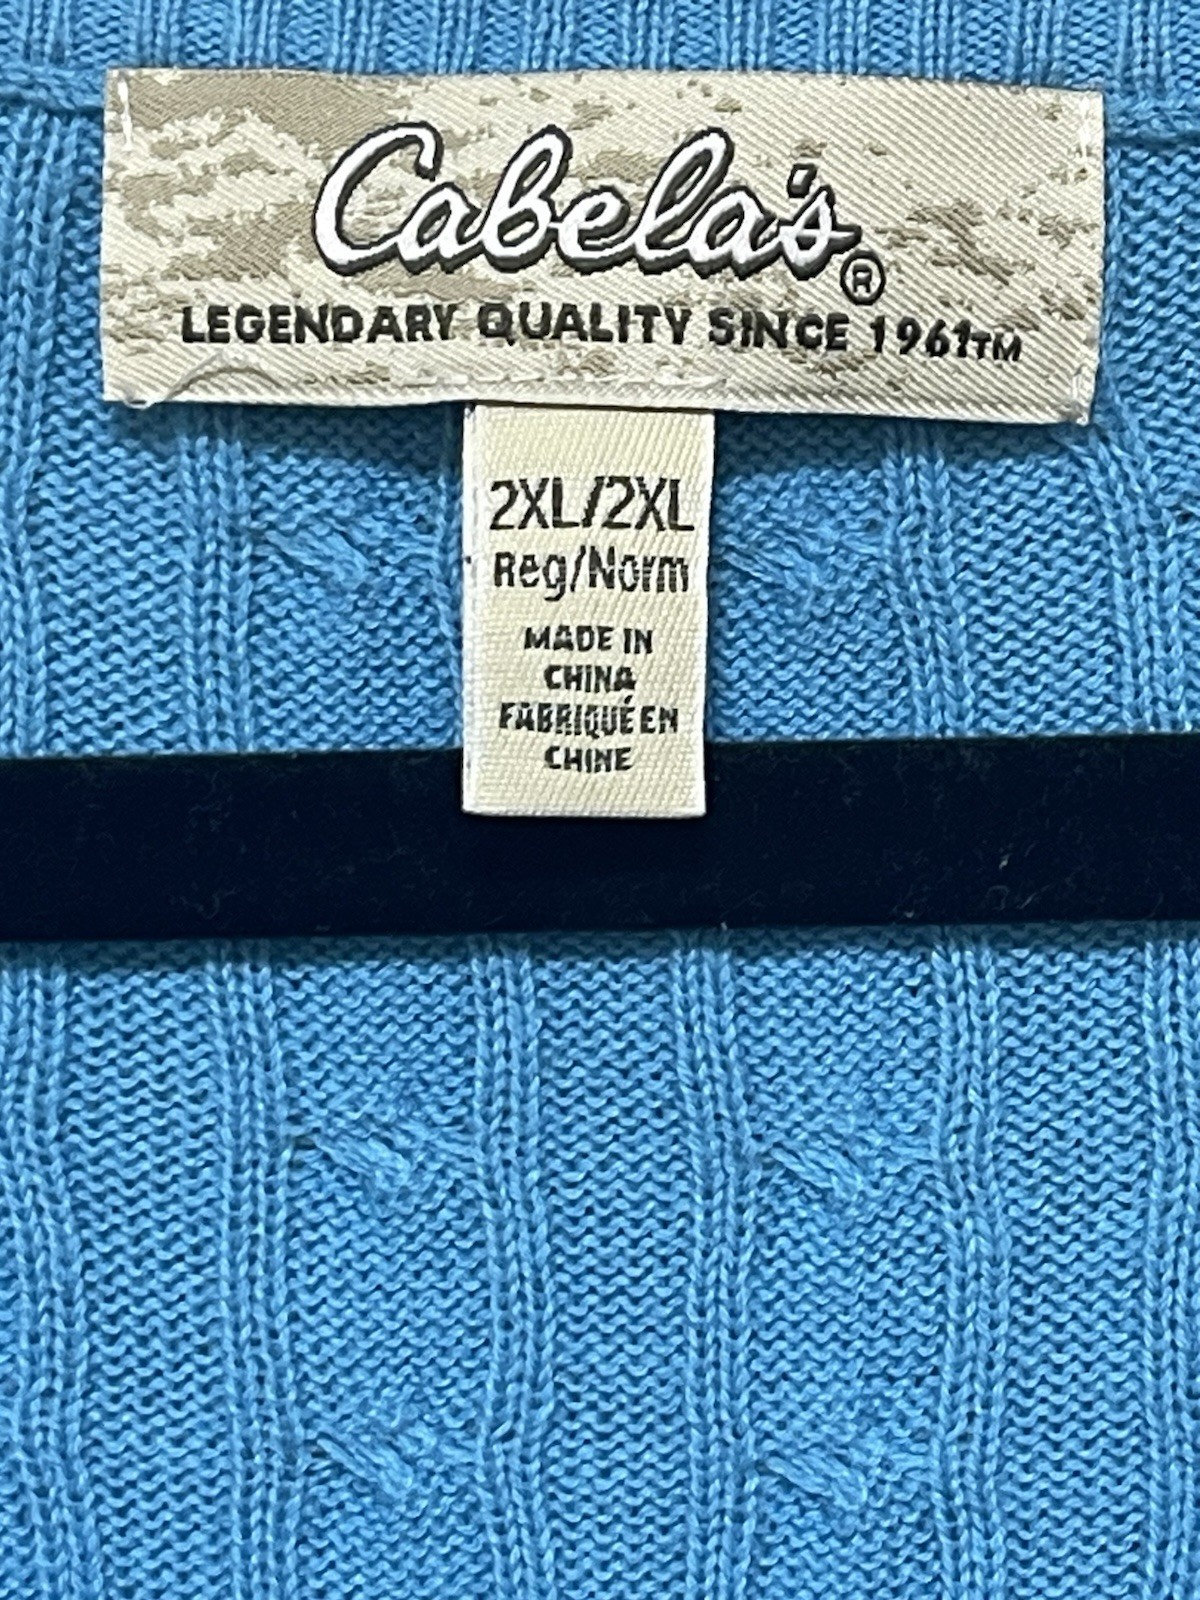 Cabela's®
LEGENDARY QUALITY SINCE 1961™
2XL/2XL
Reg/Norm
MADE IN
CHINA
FABRIQUÉ EN
CHINE